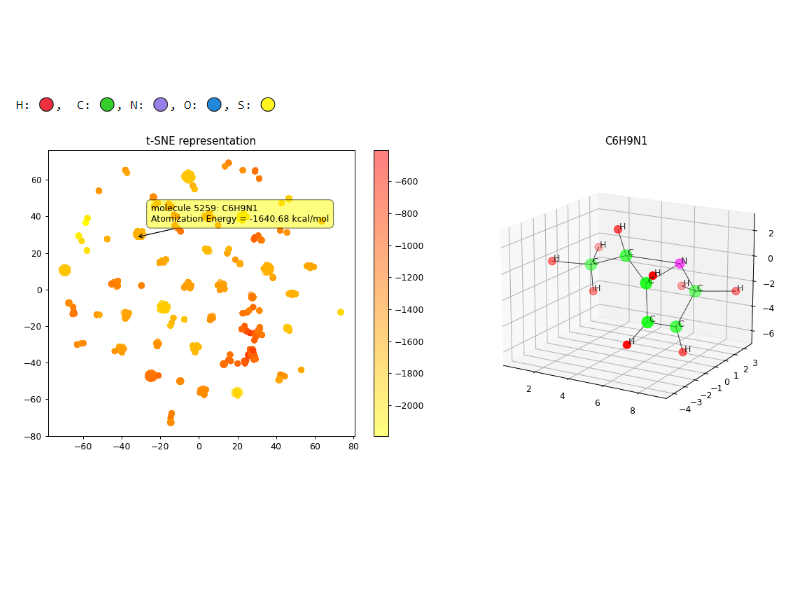 H: , C: , N: , O: , S:
t-SNE representation
C6H9N1
molecule 5259: C6H9N1
Atomization Energy = -1640.68 kcal/mol
60
40
20
0
−20
−40
−60
−80
−60
−40
−20
0
20
40
60
80
−600
−800
−1000
−1200
−1400
−1600
−1800
−2000
H
H
C
N
H
C
H
C
H
H
C
H
C
C
H
H
2
4
6
8
−4
−3
−2
−1
0
1
2
3
2
0
−2
−4
−6